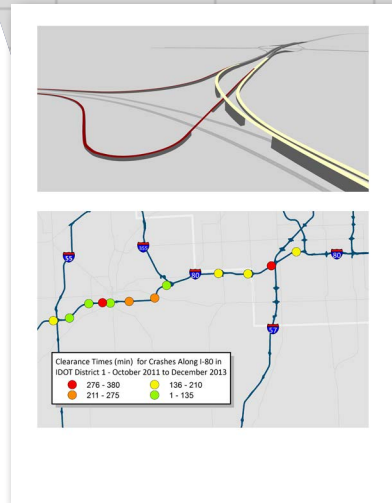 55
355
80
80
57
Clearance Times (min) for Crashes Along I-80 in
IDOT District 1 - October 2011 to December 2013
276 - 380 136 - 210
211 - 275 1 - 135